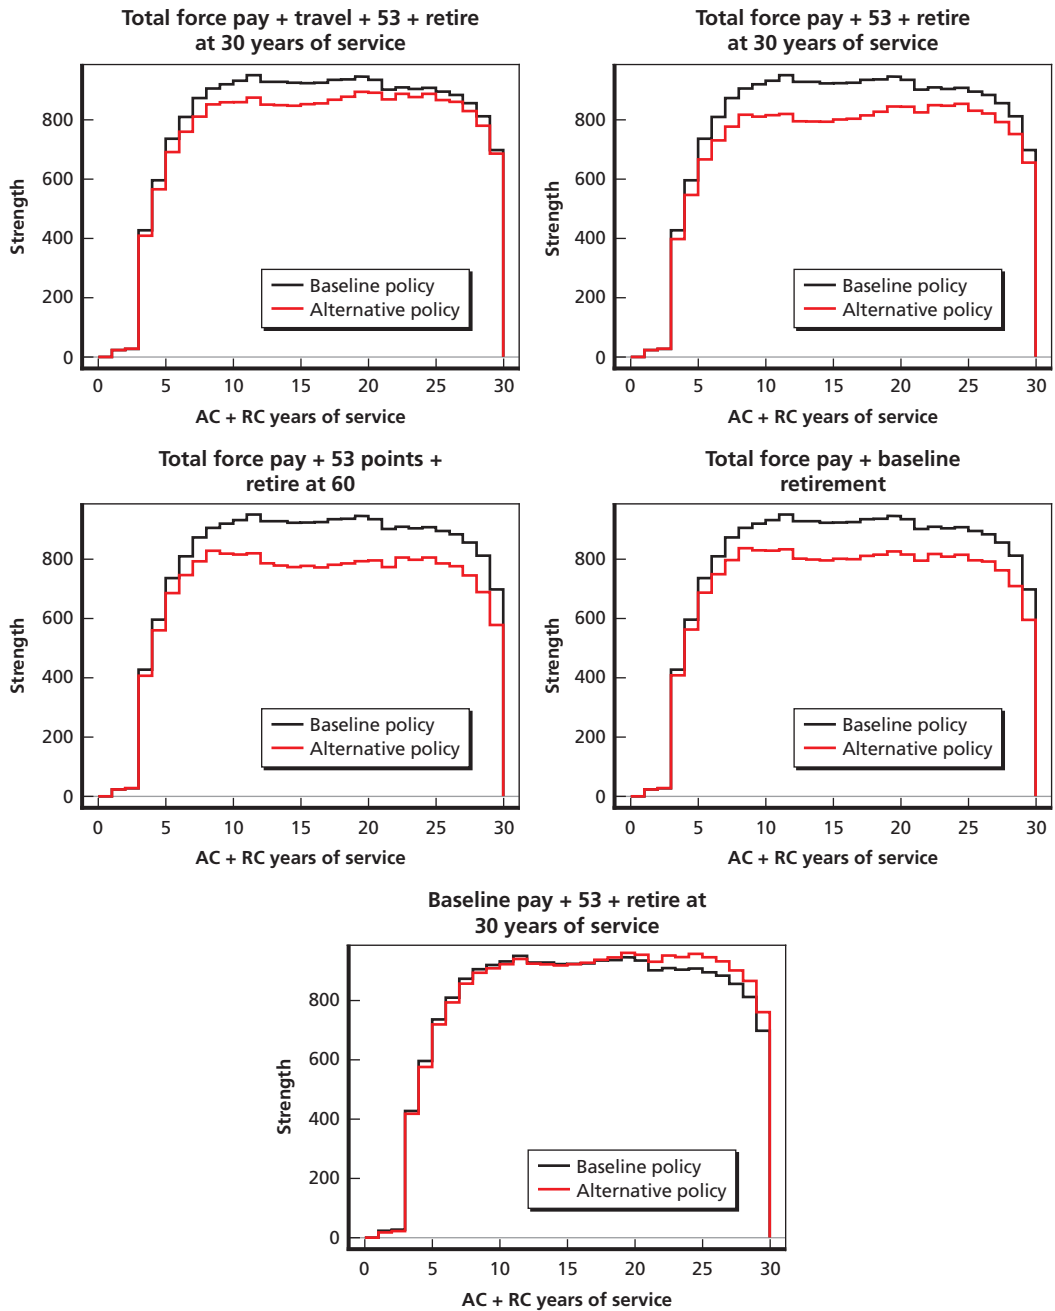 Total force pay + travel + 53 + retire
at 30 years of service
800
600
400
200
0
Strength
Baseline policy
Alternative policy
0 5 10 15 20 25 30
AC + RC years of service
Total force pay + 53 + retire
at 30 years of service
800
600
400
200
0
Strength
Baseline policy
Alternative policy
0 5 10 15 20 25 30
AC + RC years of service
Total force pay + 53 points +
retire at 60
800
600
400
200
0
Strength
Baseline policy
Alternative policy
0 5 10 15 20 25 30
AC + RC years of service
Total force pay + baseline
retirement
800
600
400
200
0
Strength
Baseline policy
Alternative policy
0 5 10 15 20 25 30
AC + RC years of service
Baseline pay + 53 + retire at
30 years of service
800
600
400
200
0
Strength
Baseline policy
Alternative policy
0 5 10 15 20 25 30
AC + RC years of service